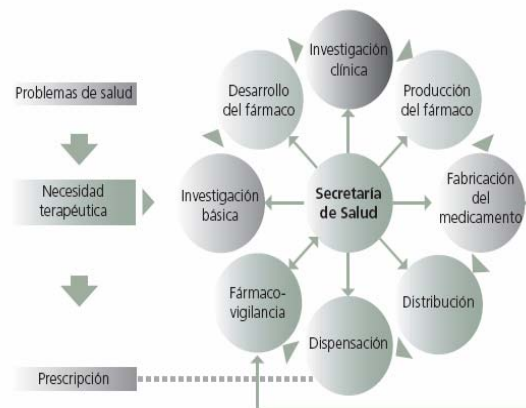 Problemas de salud
Necesidad
terapéutica
Prescripción
Investigación
clínica
Desarrollo
del fármaco
Producción
del fármaco
Investigación
básica
Secretaría
de Salud
Fabricación
del
medicamento
Fármaco-
vigilancia
Distribución
Dispensación